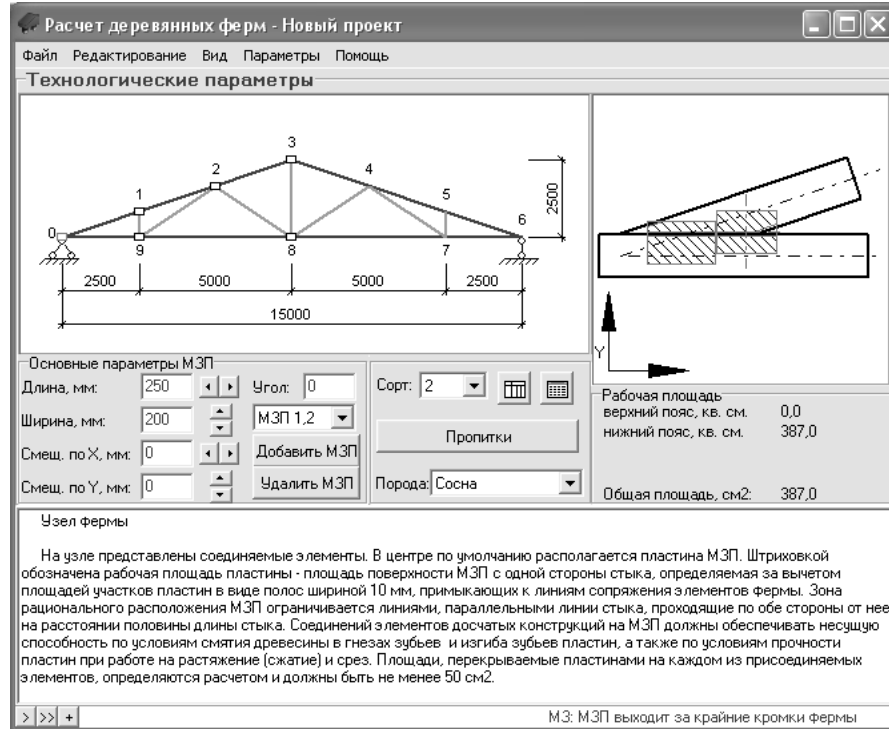 Расчет деревянных ферм - Новый проект
Файл Редактирование Вид Параметры Помощь
Технологические параметры
3
2
4
1
5
0
6
9
8
7
2500
2500
5000
5000
2500
15000
Y
Основные параметры МЗП
Длина, мм: 250 Угол: 0
Ширина, мм: 200 МЗП 1,2
Смещ. по X, мм: 0 Добавить МЗП
Смещ. по Y, мм: 0 Удалить МЗП
Сорт: 2
Пропитки
Порода: Сосна
Рабочая площадь
верхний пояс, кв. см. 0,0
нижний пояс, кв. см. 387,0
Общая площадь, см2: 387,0
Узел фермы
На узле представлены соединяемые элементы. В центре по умолчанию располагается пластина МЗП. Штриховкой
обозначена рабочая площадь пластины - площадь поверхности МЗП с одной стороны стыка, определяемая за вычетом
площадей участков пластин в виде полос шириной 10 мм, примыкающих к линиям сопряжения элементов фермы. Зона
рационального расположения МЗП ограничивается линиями, параллельными линии стыка, проходящие по обе стороны от нее
на расстоянии половины длины стыка. Соединений элементов досчатых конструкций на МЗП должны обеспечивать несущую
способность по условиям смятия древесины в гнезах зубьев и изгиба зубьев пластин, а также по условиям прочности
пластин при работе на растяжение (сжатие) и срез. Площади, перекрываемые пластинами на каждом из присоединяемых
элементов, определяются расчетом и должны быть не менее 50 см2.
> >> + М3: МЗП выходит за крайние кромки фермы